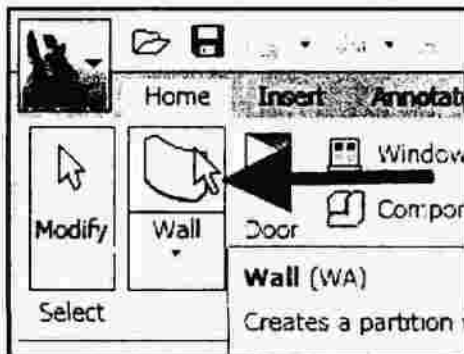 Home Insert Annotat
Window
Modify Wall Door Compor
Wall (WA)
Select
Creates a partition